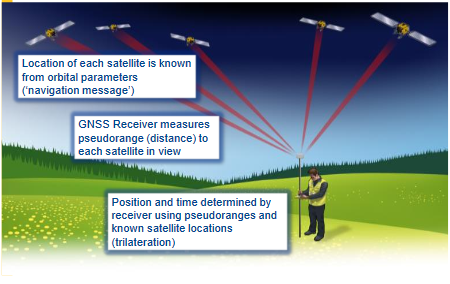 Location of each satellite is known
from orbital parameters
('navigation message')
GNSS Receiver measures
pseudorange (distance) to
each satellite in view
Position and time determined by
receiver using pseudoranges and
known satellite locations
(trilateration)